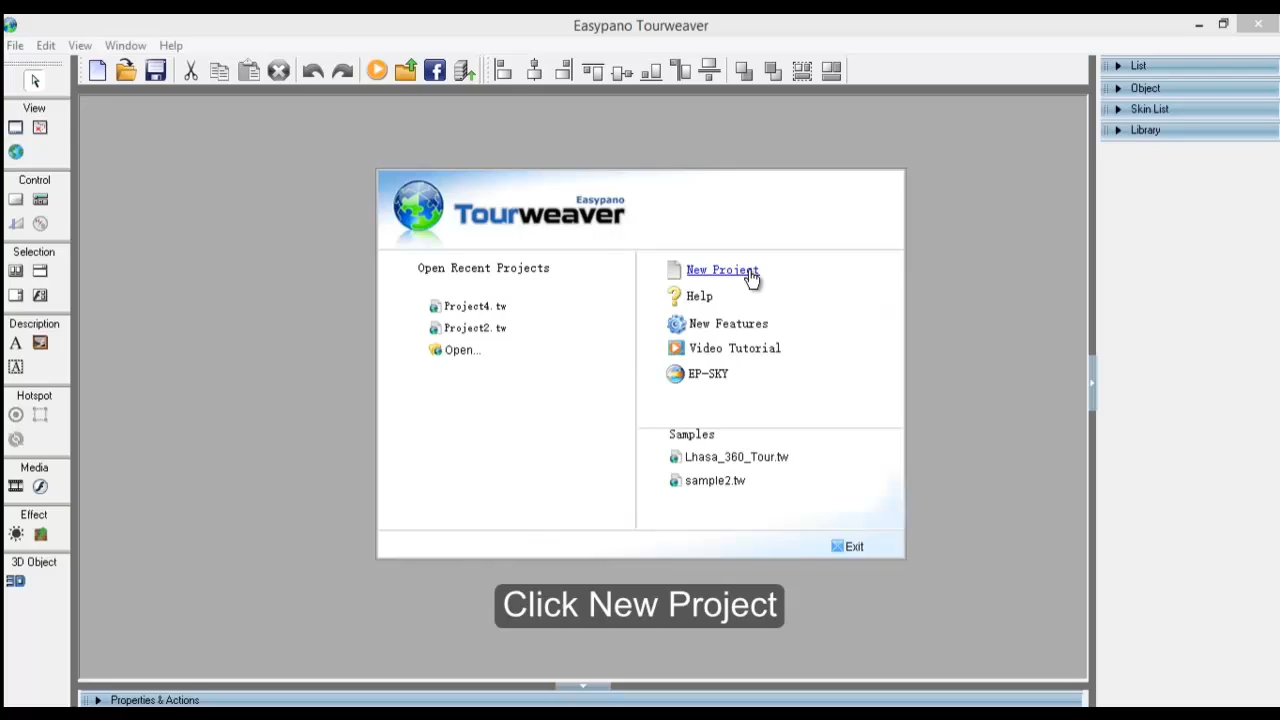 Easypano Tourweaver
File Edit View Window Help
View
Control
Selection
Description
Hotspot
Media
Effect
3D Object
3D
List
Object
Skin List
Library
Easypano
Tourweaver
Open Recent Projects
Project4.tw
Project2.tw
Open...
New Project
Help
New Features
Video Tutorial
EP-SKY
Samples
Lhasa_360_Tour.tw
sample2.tw
Exit
Click New Project
Properties & Actions